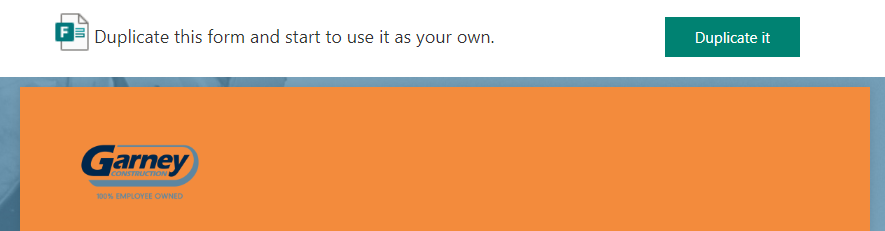 F
Duplicate this form and start to use it as your own.
Duplicate it
Garney
CONSTRUCTION
100% EMPLOYEE OWNED